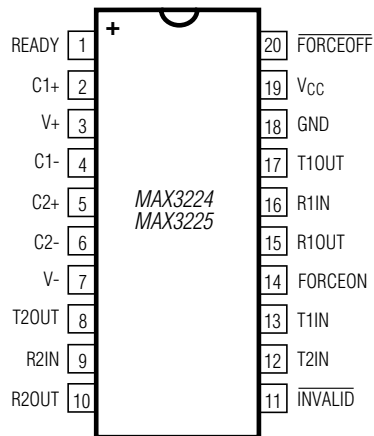 +
READY 1 20 FORCEOFF
C1+ 2 19 VCC
V+ 3 18 GND
C1- 4 17 T1OUT
MAX3224
MAX3225
C2+ 5 16 R1IN
C2- 6 15 R1OUT
V- 7 14 FORCEON
T2OUT 8 13 T1IN
R2IN 9 12 T2IN
R2OUT 10 11 INVALID